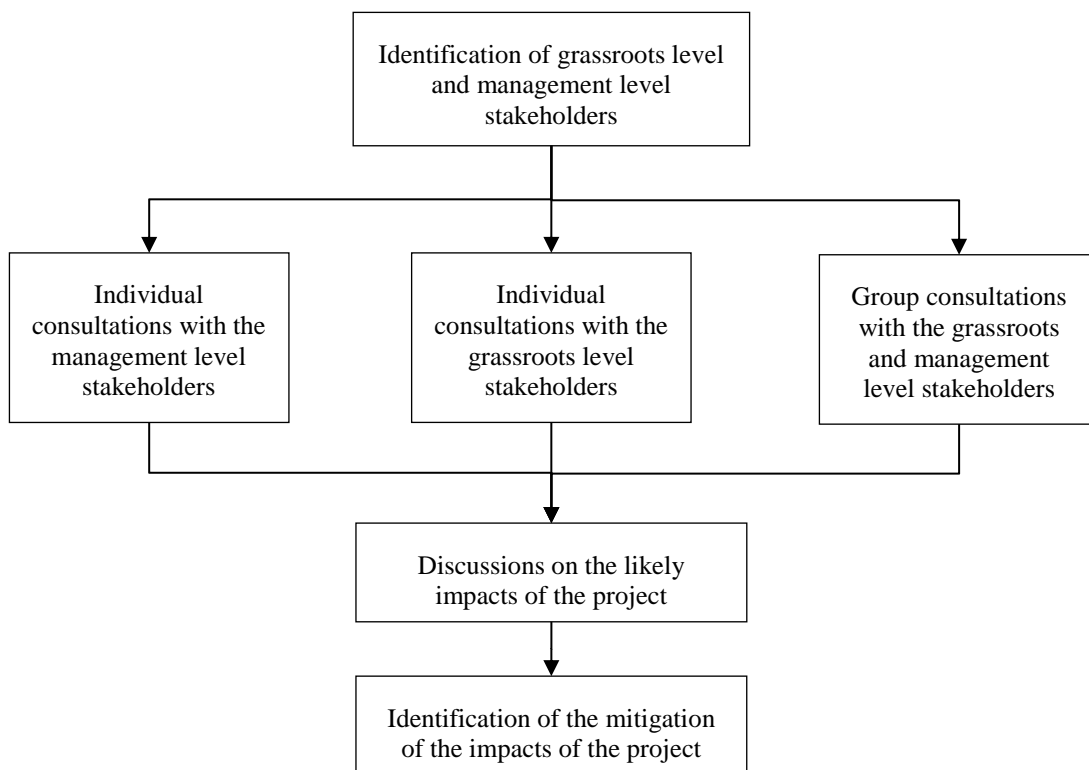 Identification of grassroots level
and management level
stakeholders
Individual
consultations with the
management level
stakeholders
Individual
consultations with the
grassroots level
stakeholders
Group consultations
with the grassroots
and management
level stakeholders
Discussions on the likely
impacts of the project
Identification of the mitigation
of the impacts of the project